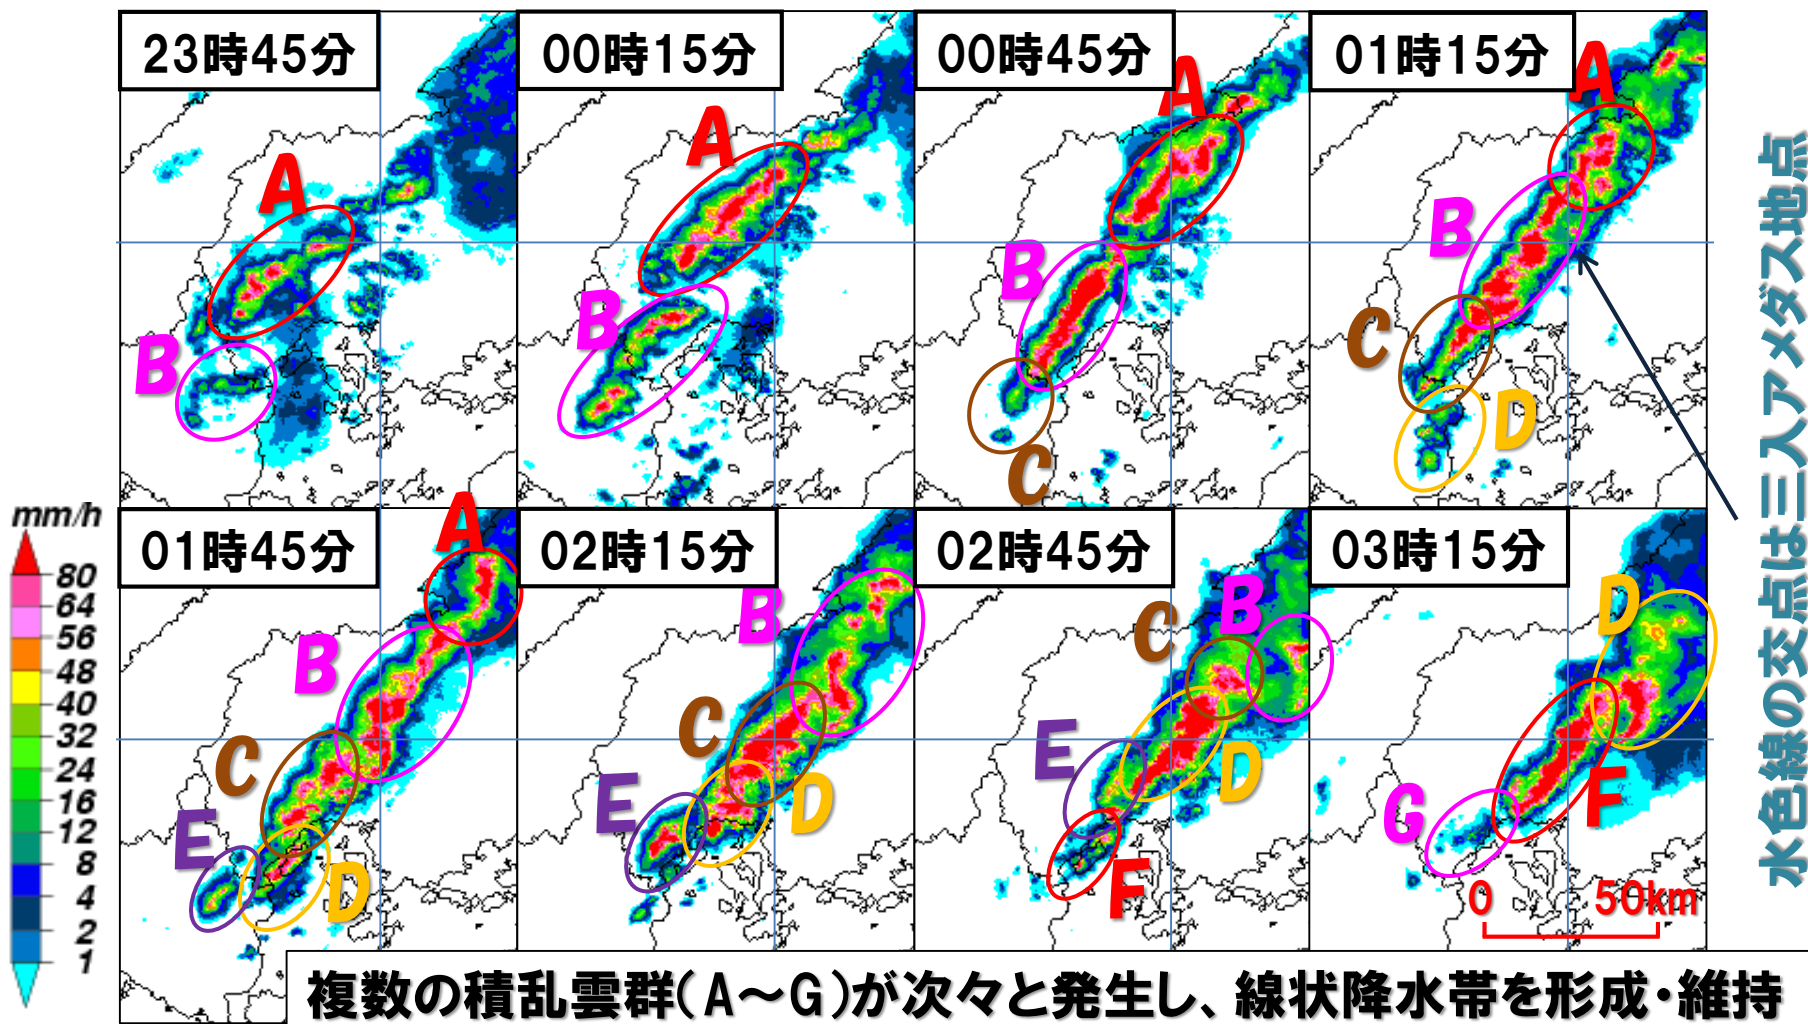 23時45分
A
B
00時15分
A
B
00時45分
A
B
C
01時15分
A
B
C
D
水色線の交点は三入アメダス地点
mm/h
80
64
56
48
40
32
24
16
12
8
4
2
1
01時45分
A
B
C
E
D
02時15分
B
C
E
D
02時45分
C
B
E
D
F
03時15分
D
F
G
0 50km
複数の積乱雲群(A～G)が次々と発生し、線状降水帯を形成・維持